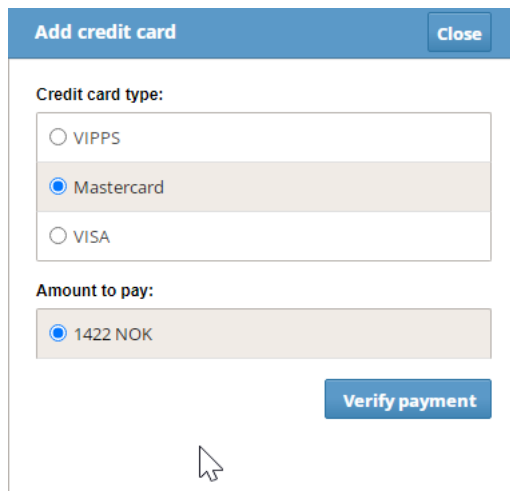 Add credit card
Close
Credit card type:
VIPPS
Mastercard
VISA
Amount to pay:
1422 NOK
Verify payment